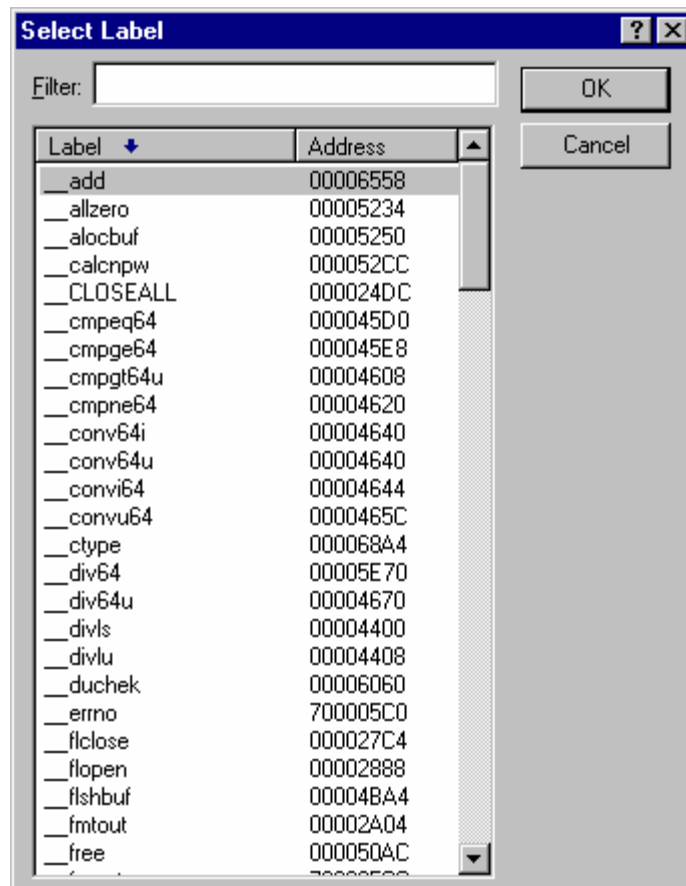 Select Label
Filter:
OK
Cancel
Label Address
__add 00006558
__allzero 00005234
__alocbuf 00005250
__calcnpw 000052CC
__CLOSEALL 000024DC
__cmpeq64 000045D0
__cmpge64 000045E8
__cmpgt64u 00004608
__cmpne64 00004620
__conv64i 00004640
__conv64u 00004640
__convi64 00004644
__convu64 0000465C
__ctype 000068A4
__div64 00005E70
__div64u 00004670
__divls 00004400
__divlu 00004408
__duchek 00006060
__errno 700005C0
__flclose 000027C4
__flopen 00002888
__flshbuf 00004BA4
__fmtout 00002A04
__free 000050AC